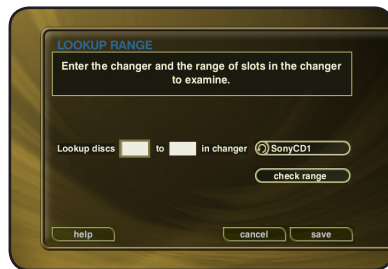 LOOKUP RANGE
Enter the changer and the range of slots in the changer
to examine.
Lookup discs to in changer SonyCD1
check range
help cancel save